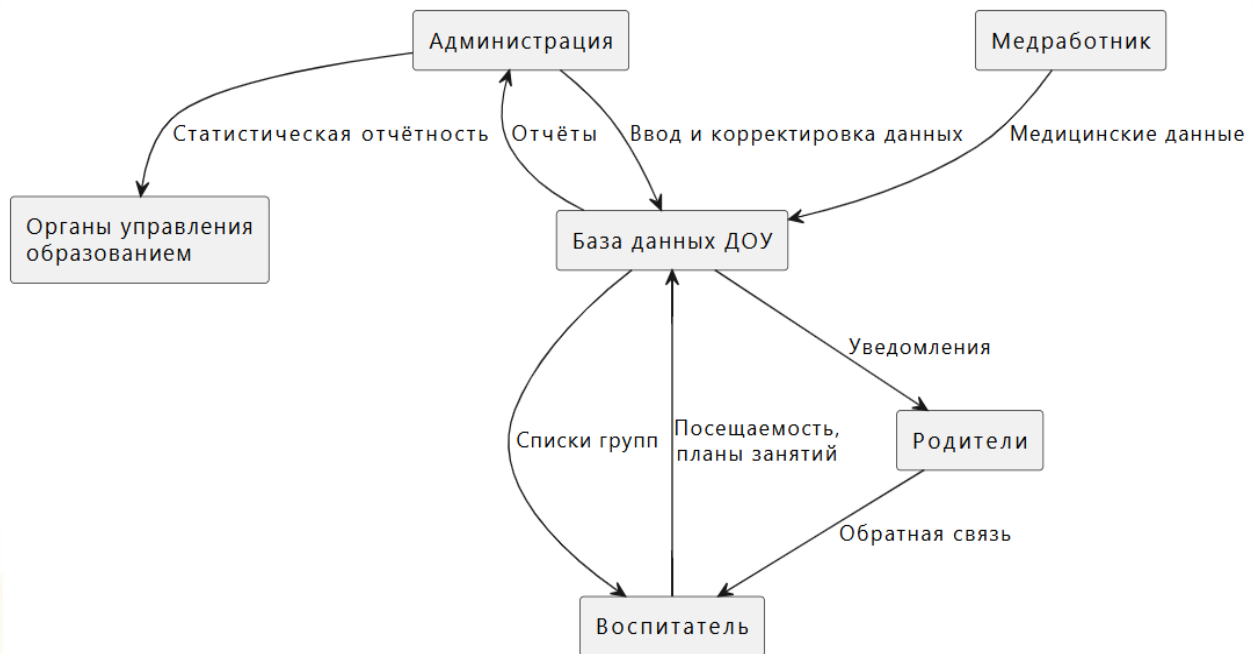 Администрация
Медработник
Статистическая отчётность
Отчёты
Ввод и корректировка данных
Медицинские данные
Органы управления
образованием
База данных ДОУ
Уведомления
Списки групп
Посещаемость,
планы занятий
Родители
Обратная связь
Воспитатель